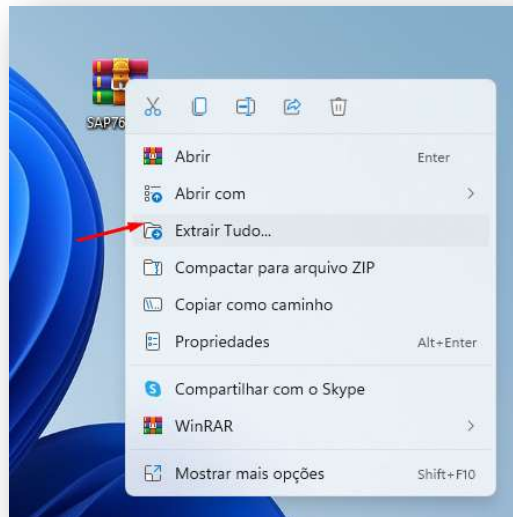 SAP76
Abrir Enter
Abrir com
Extrair Tudo...
Compactar para arquivo ZIP
Copiar como caminho
Propriedades Alt+Enter
Compartilhar com o Skype
WinRAR
Mostrar mais opções Shift+F10